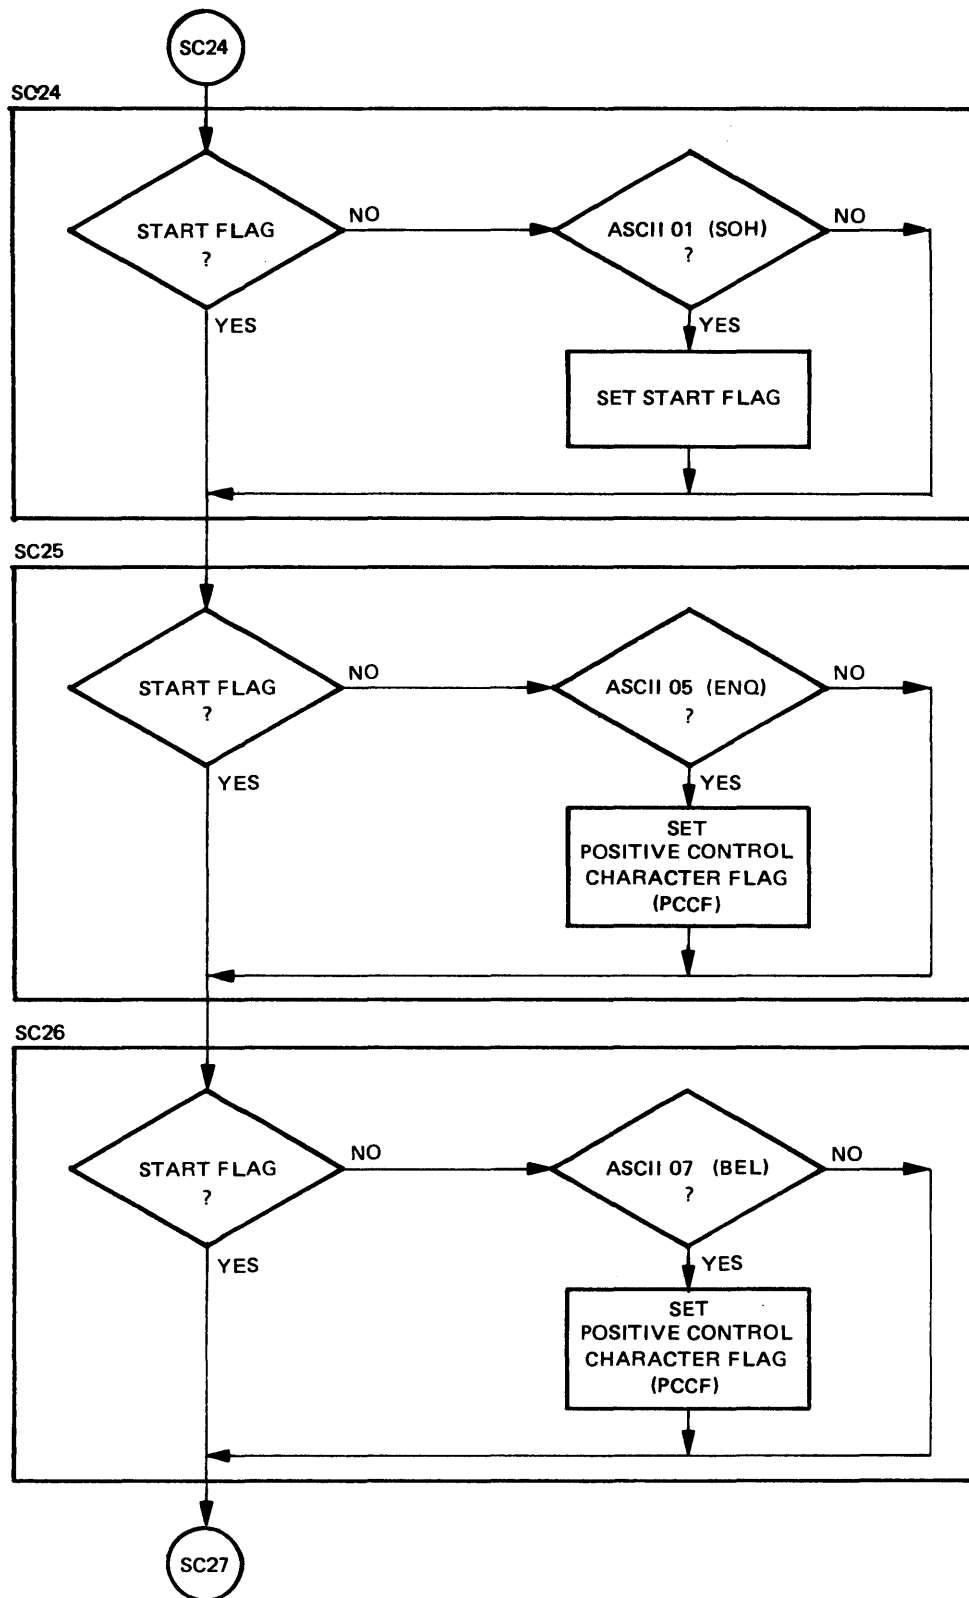 SC24
SC24
START FLAG
?
NO
ASCII 01 (SOH)
?
NO
YES
YES
SET START FLAG
SC25
START FLAG
?
NO
ASCII 05 (ENQ)
?
NO
YES
YES
SET
POSITIVE CONTROL
CHARACTER FLAG
(PCCF)
SC26
START FLAG
?
NO
ASCII 07 (BEL)
?
NO
YES
YES
SET
POSITIVE CONTROL
CHARACTER FLAG
(PCCF)
SC27